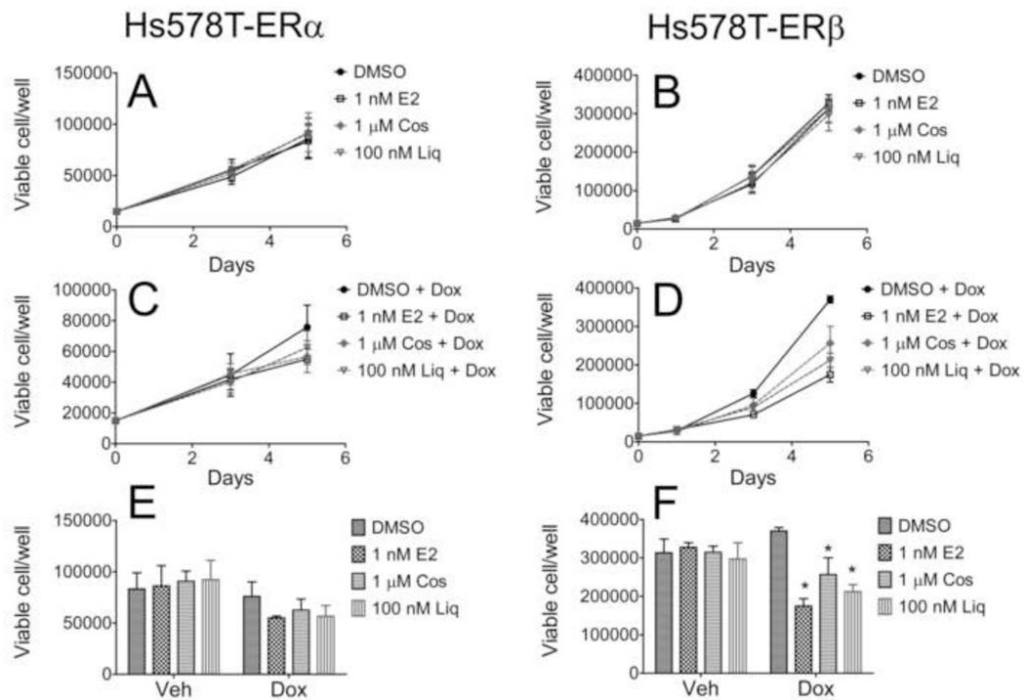 Hs578T-ERα
Hs578T-ERβ
A
Viable cell/well
150000
100000
50000
0
0 2 4 6
Days
DMSO
1 nM E2
1 μM Cos
100 nM Liq
B
Viable cell/well
400000
300000
200000
100000
0
0 2 4 6
Days
DMSO
1 nM E2
1 μM Cos
100 nM Liq
C
Viable cell/well
100000
80000
60000
40000
20000
0
0 2 4 6
Days
DMSO + Dox
1 nM E2 + Dox
1 μM Cos + Dox
100 nM Liq + Dox
D
Viable cell/well
400000
300000
200000
100000
0
0 2 4 6
Days
DMSO + Dox
1 nM E2 + Dox
1 μM Cos + Dox
100 nM Liq + Dox
E
Viable cell/well
150000
100000
50000
0
Veh Dox
DMSO
1 nM E2
1 μM Cos
100 nM Liq
F
Viable cell/well
400000
300000
200000
100000
0
* * *
Veh Dox
DMSO
1 nM E2
1 μM Cos
100 nM Liq